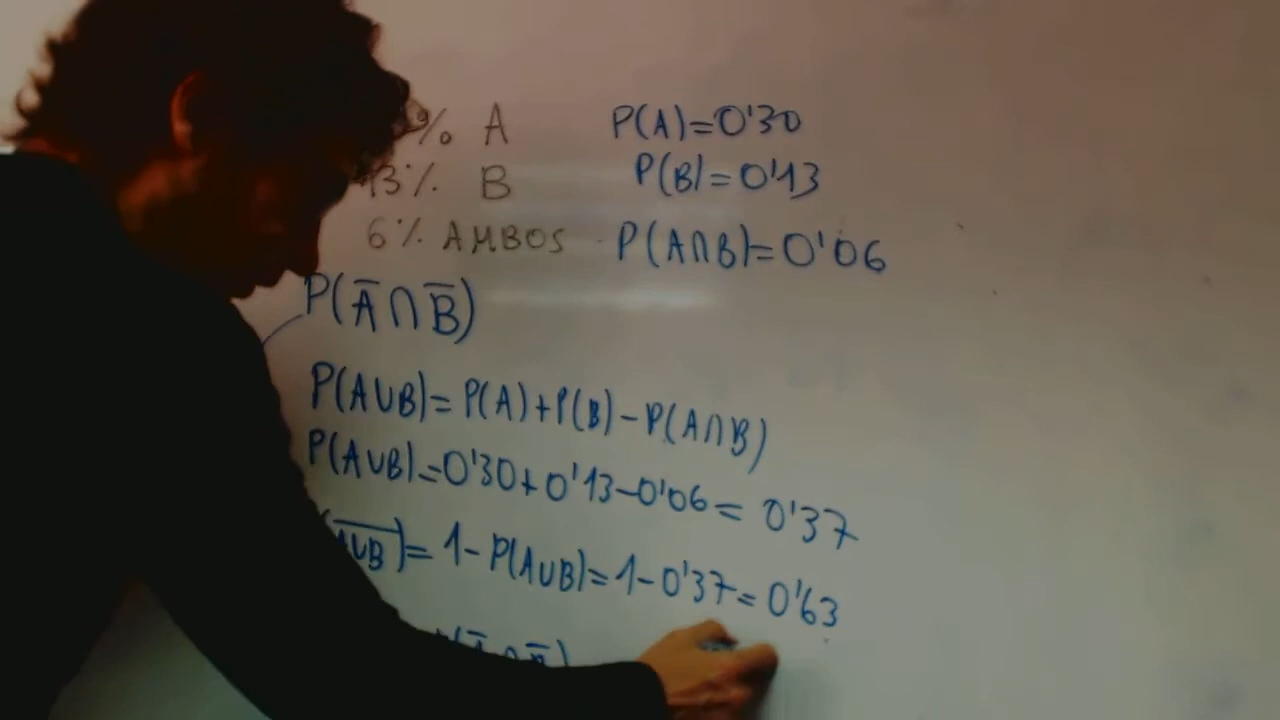 % A P(A)=0'30
13% B P(B)=0'13
6% AMBOS P(A∩B)=0'06
P(A̅∩B̅)
P(A∪B)=P(A)+P(B)-P(A∩B)
P(A∪B)=0'30+0'13-0'06=0'37
(A̅∪̅B̅)=1-P(A∪B)=1-0'37=0'63
(A̅∩B̅)